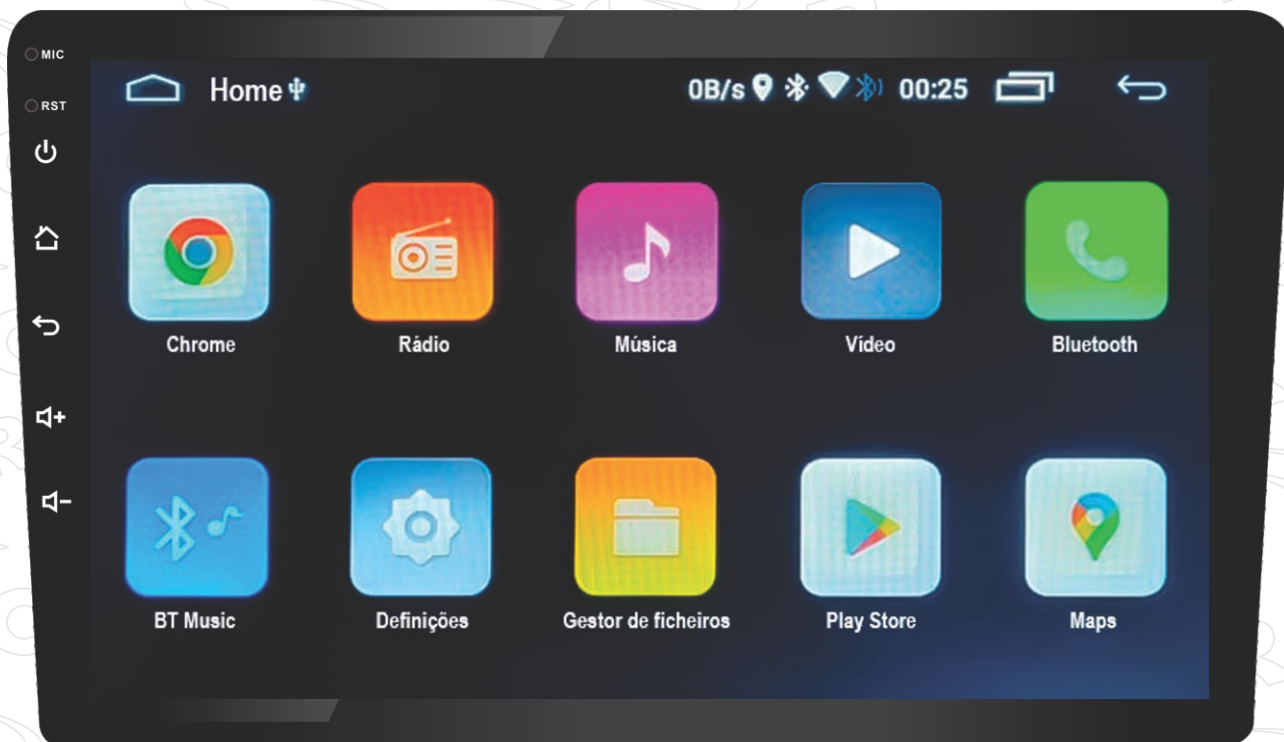 MIC
RST
Home
0B/s 00:25
Chrome
Rádio
Música
Vídeo
Bluetooth
BT Music
Definições
Gestor de ficheiros
Play Store
Maps